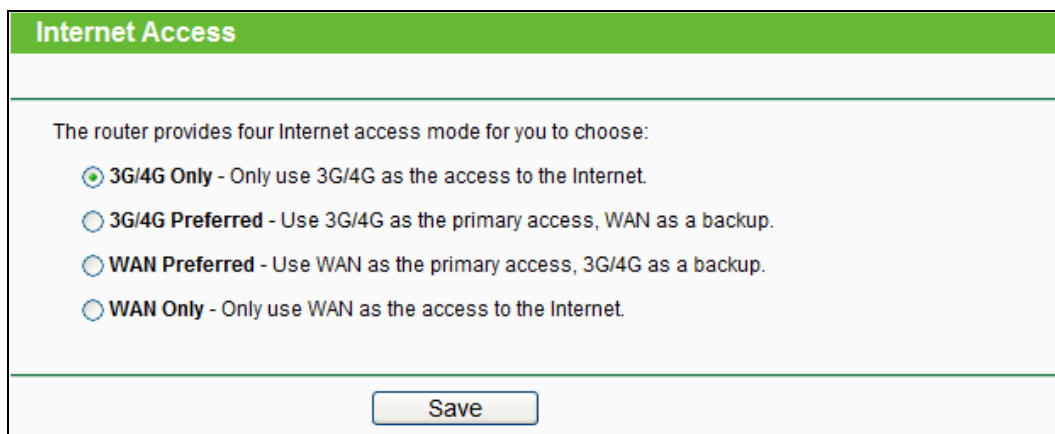 Internet Access
The router provides four Internet access mode for you to choose:
3G/4G Only - Only use 3G/4G as the access to the Internet.
3G/4G Preferred - Use 3G/4G as the primary access, WAN as a backup.
WAN Preferred - Use WAN as the primary access, 3G/4G as a backup.
WAN Only - Only use WAN as the access to the Internet.
Save